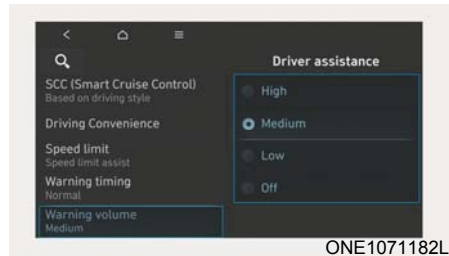 Driver assistance
SCC (Smart Cruise Control)
Based on driving style
Driving Convenience
Speed limit
Speed limit assist
Warning timing
Normal
Warning volume
Medium
High
Medium
Low
Off
ONE1071182L